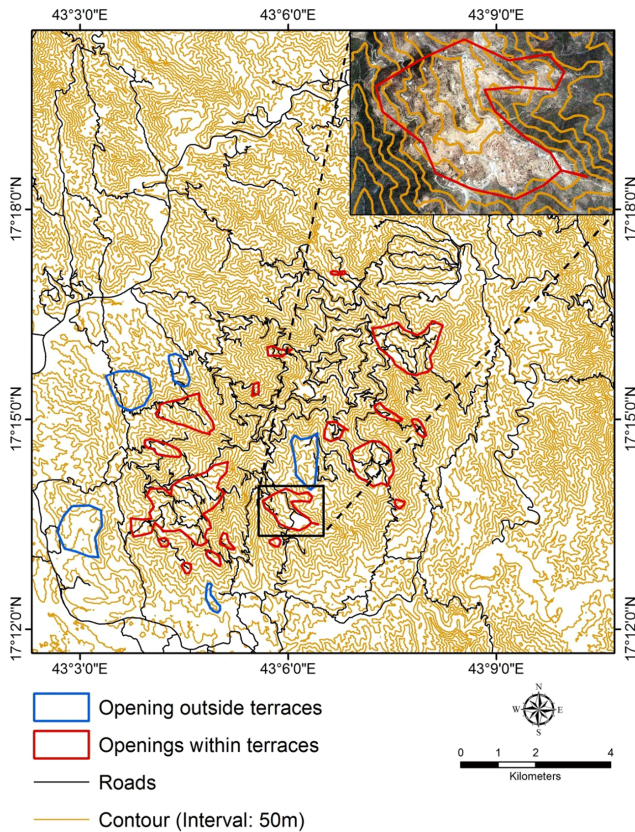 43°3'0"E 43°6'0"E 43°9'0"E
17°18'0"N 17°18'0"N
17°15'0"N 17°15'0"N
17°12'0"N 17°12'0"N
43°3'0"E 43°6'0"E 43°9'0"E
Opening outside terraces
Openings within terraces
Roads
Contour (Interval: 50m)
N
W E
S
0 1 2 4
Kilometers